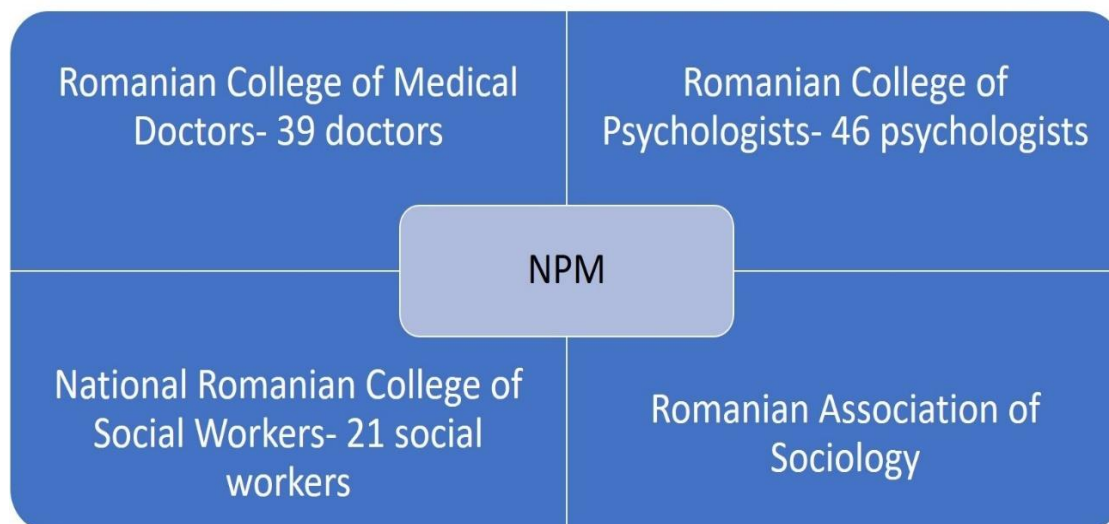 Romanian College of Medical
Doctors- 39 doctors
Romanian College of
Psychologists- 46 psychologists
NPM
National Romanian College of
Social Workers- 21 social
workers
Romanian Association of
Sociology